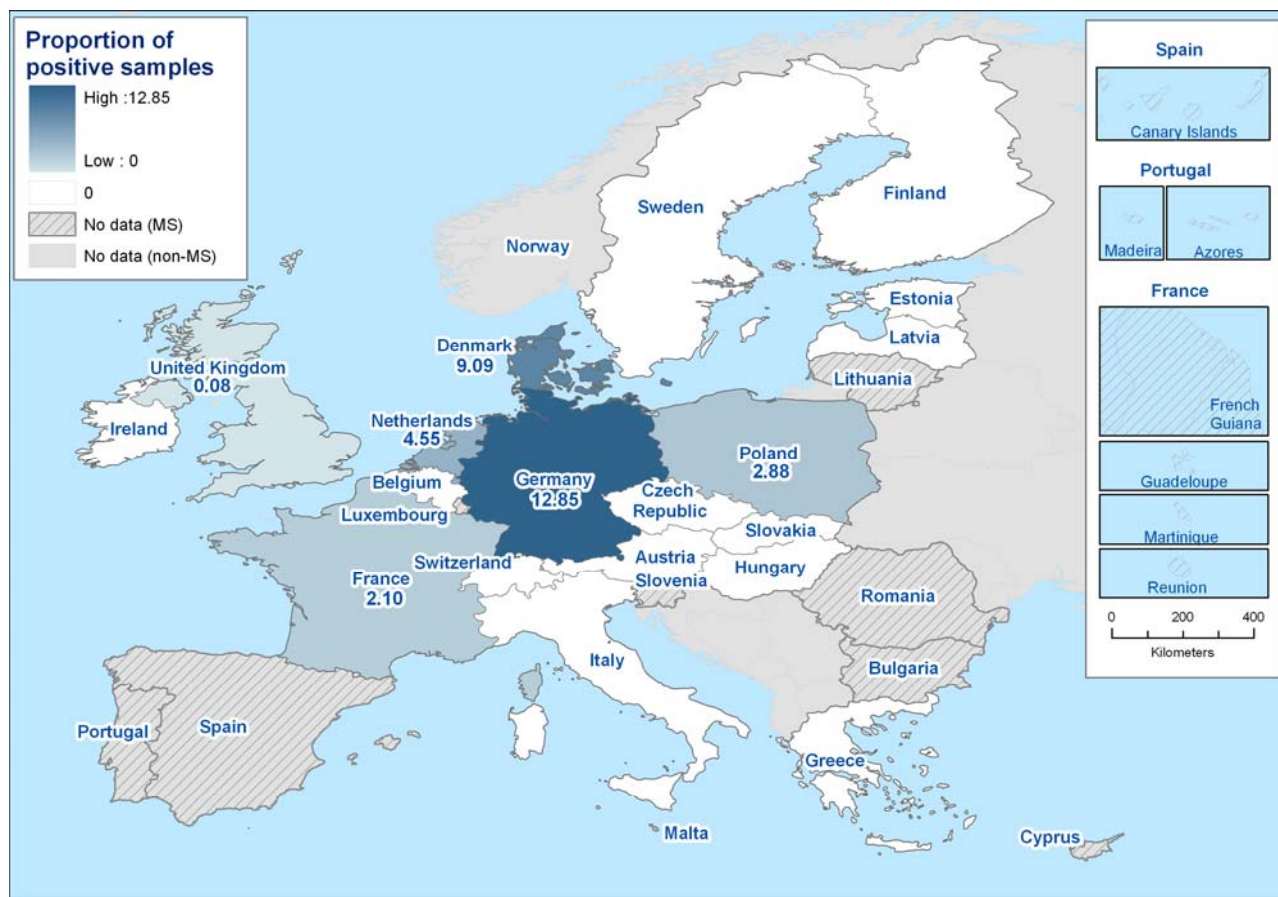 Proportion of
positive samples
High :12.85
Low : 0
0
No data (MS)
No data (non-MS)
Sweden
Finland
Norway
Estonia
Latvia
Lithuania
Denmark
9.09
United Kingdom
0.08
Ireland
Netherlands
4.55
Belgium
Luxembourg
Germany
12.85
Poland
2.88
Czech
Republic
Slovakia
Austria
Hungary
Slovenia
Switzerland
France
2.10
Romania
Bulgaria
Italy
Portugal
Spain
Greece
Malta
Cyprus
Spain
Canary Islands
Portugal
Madeira
Azores
France
French
Guiana
Guadeloupe
Martinique
Reunion
0 200 400
Kilometers